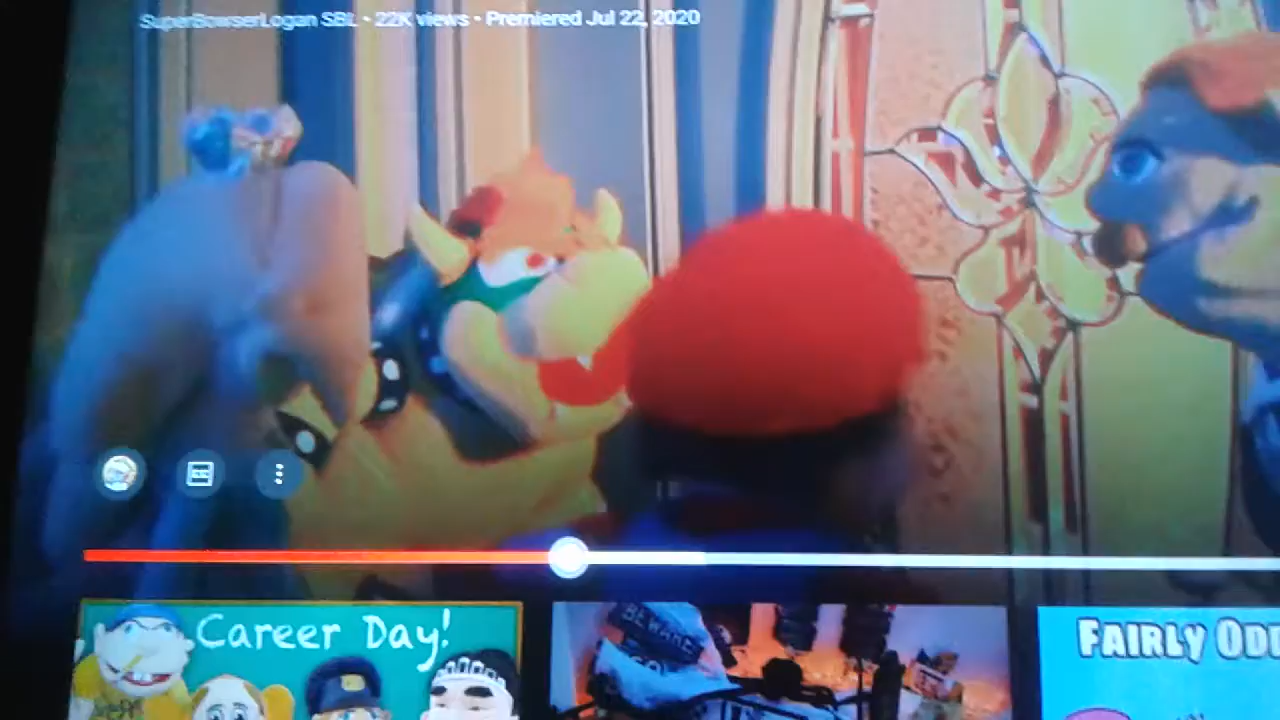 SuperBowserLogan SBL • 22K views • Premiered Jul 22, 2020
Career Day!
BEWARE
FAIRLY ODD